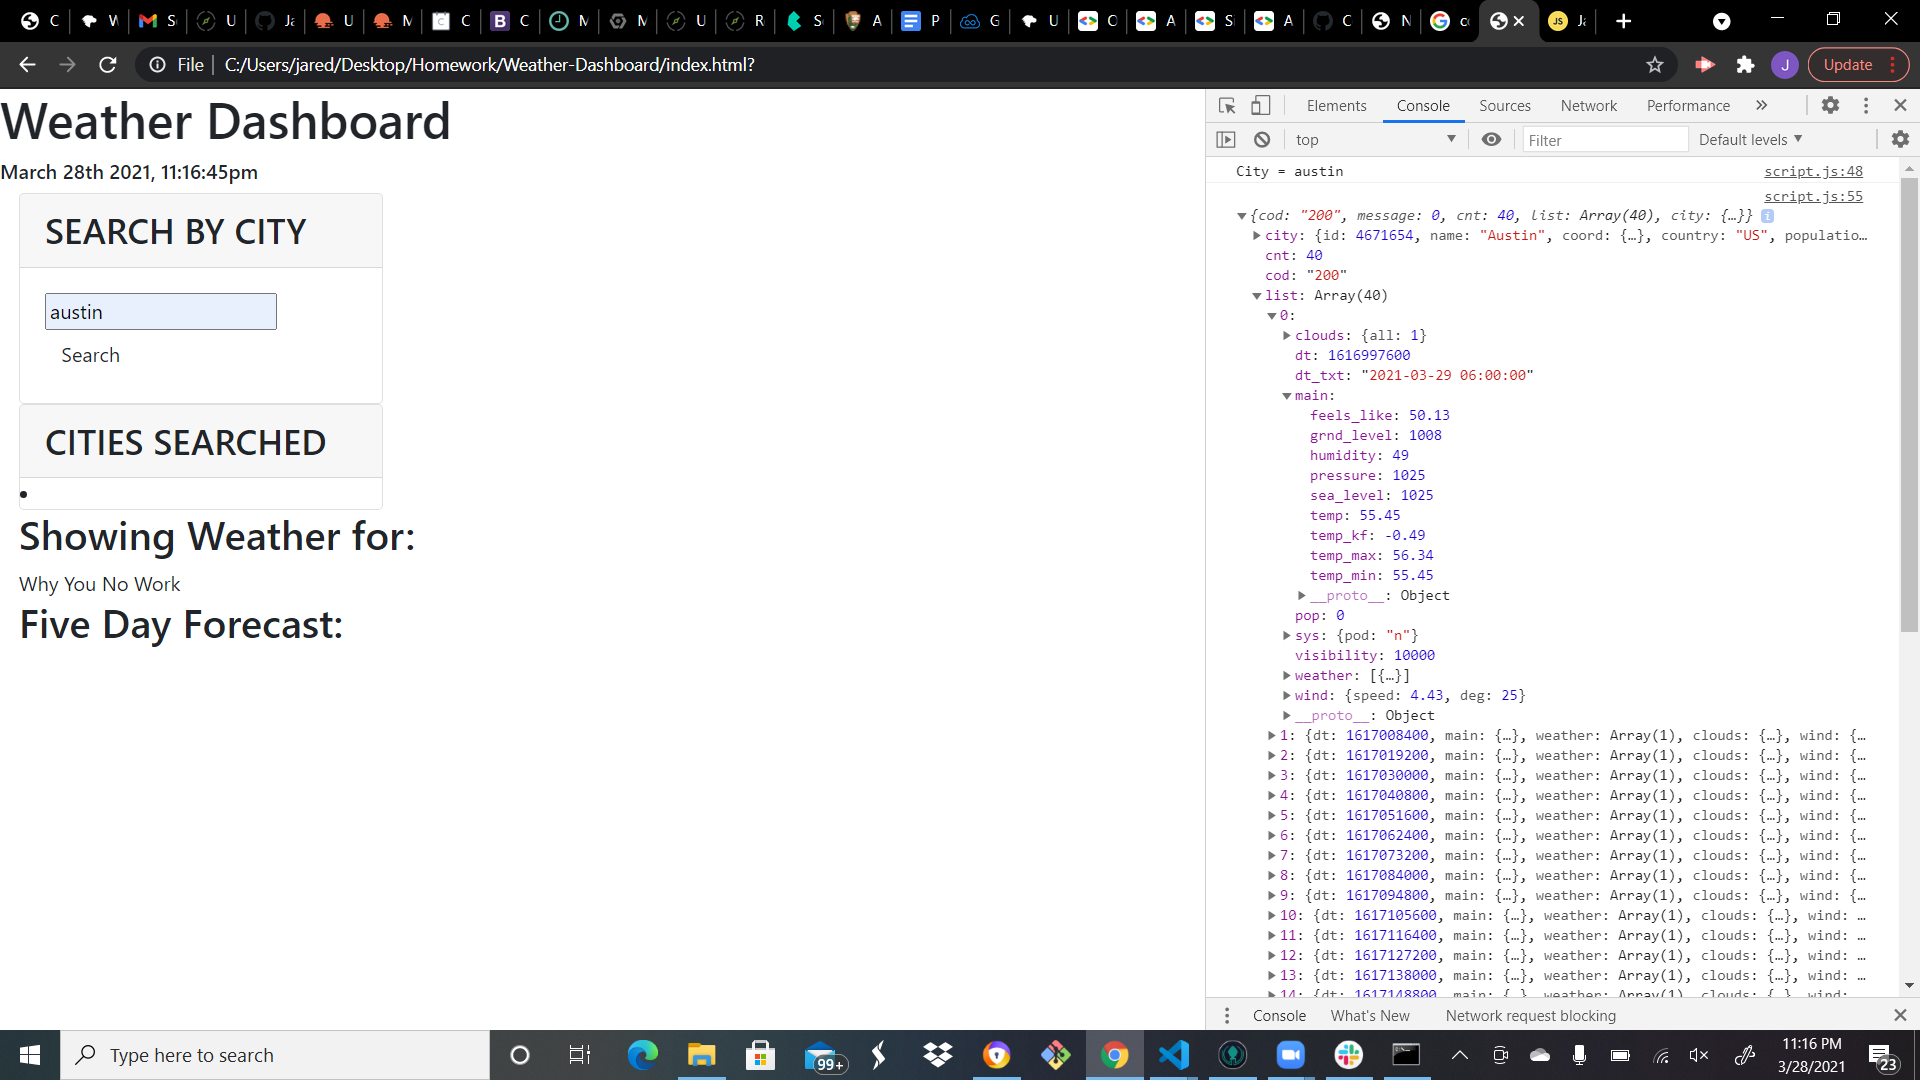 File
C:/Users/jared/Desktop/Homework/Weather-Dashboard/index.html?
J
Update
Weather Dashboard
March 28th 2021, 11:16:45pm
SEARCH BY CITY
austin
Search
CITIES SEARCHED
Showing Weather for:
Why You No Work
Five Day Forecast:
Elements Console Sources Network Performance
top Filter Default levels
City = austin script.js:48
script.js:55
{cod: "200", message: 0, cnt: 40, list: Array(40), city: {…}} i
city: {id: 4671654, name: "Austin", coord: {…}, country: "US", populatio…
cnt: 40
cod: "200"
list: Array(40)
0:
clouds: {all: 1}
dt: 1616997600
dt_txt: "2021-03-29 06:00:00"
main:
feels_like: 50.13
grnd_level: 1008
humidity: 49
pressure: 1025
sea_level: 1025
temp: 55.45
temp_kf: -0.49
temp_max: 56.34
temp_min: 55.45
__proto__: Object
pop: 0
sys: {pod: "n"}
visibility: 10000
weather: [{…}]
wind: {speed: 4.43, deg: 25}
__proto__: Object
1: {dt: 1617008400, main: {…}, weather: Array(1), clouds: {…}, wind: {…
2: {dt: 1617019200, main: {…}, weather: Array(1), clouds: {…}, wind: {…
3: {dt: 1617030000, main: {…}, weather: Array(1), clouds: {…}, wind: {…
4: {dt: 1617040800, main: {…}, weather: Array(1), clouds: {…}, wind: {…
5: {dt: 1617051600, main: {…}, weather: Array(1), clouds: {…}, wind: {…
6: {dt: 1617062400, main: {…}, weather: Array(1), clouds: {…}, wind: {…
7: {dt: 1617073200, main: {…}, weather: Array(1), clouds: {…}, wind: {…
8: {dt: 1617084000, main: {…}, weather: Array(1), clouds: {…}, wind: {…
9: {dt: 1617094800, main: {…}, weather: Array(1), clouds: {…}, wind: {…
10: {dt: 1617105600, main: {…}, weather: Array(1), clouds: {…}, wind: …
11: {dt: 1617116400, main: {…}, weather: Array(1), clouds: {…}, wind: …
12: {dt: 1617127200, main: {…}, weather: Array(1), clouds: {…}, wind: …
13: {dt: 1617138000, main: {…}, weather: Array(1), clouds: {…}, wind: …
14: {dt: 1617148800, main: {…}, weather: Array(1), clouds: {…}, wind:
Console What's New Network request blocking
Type here to search
99+
11:16 PM
3/28/2021
23